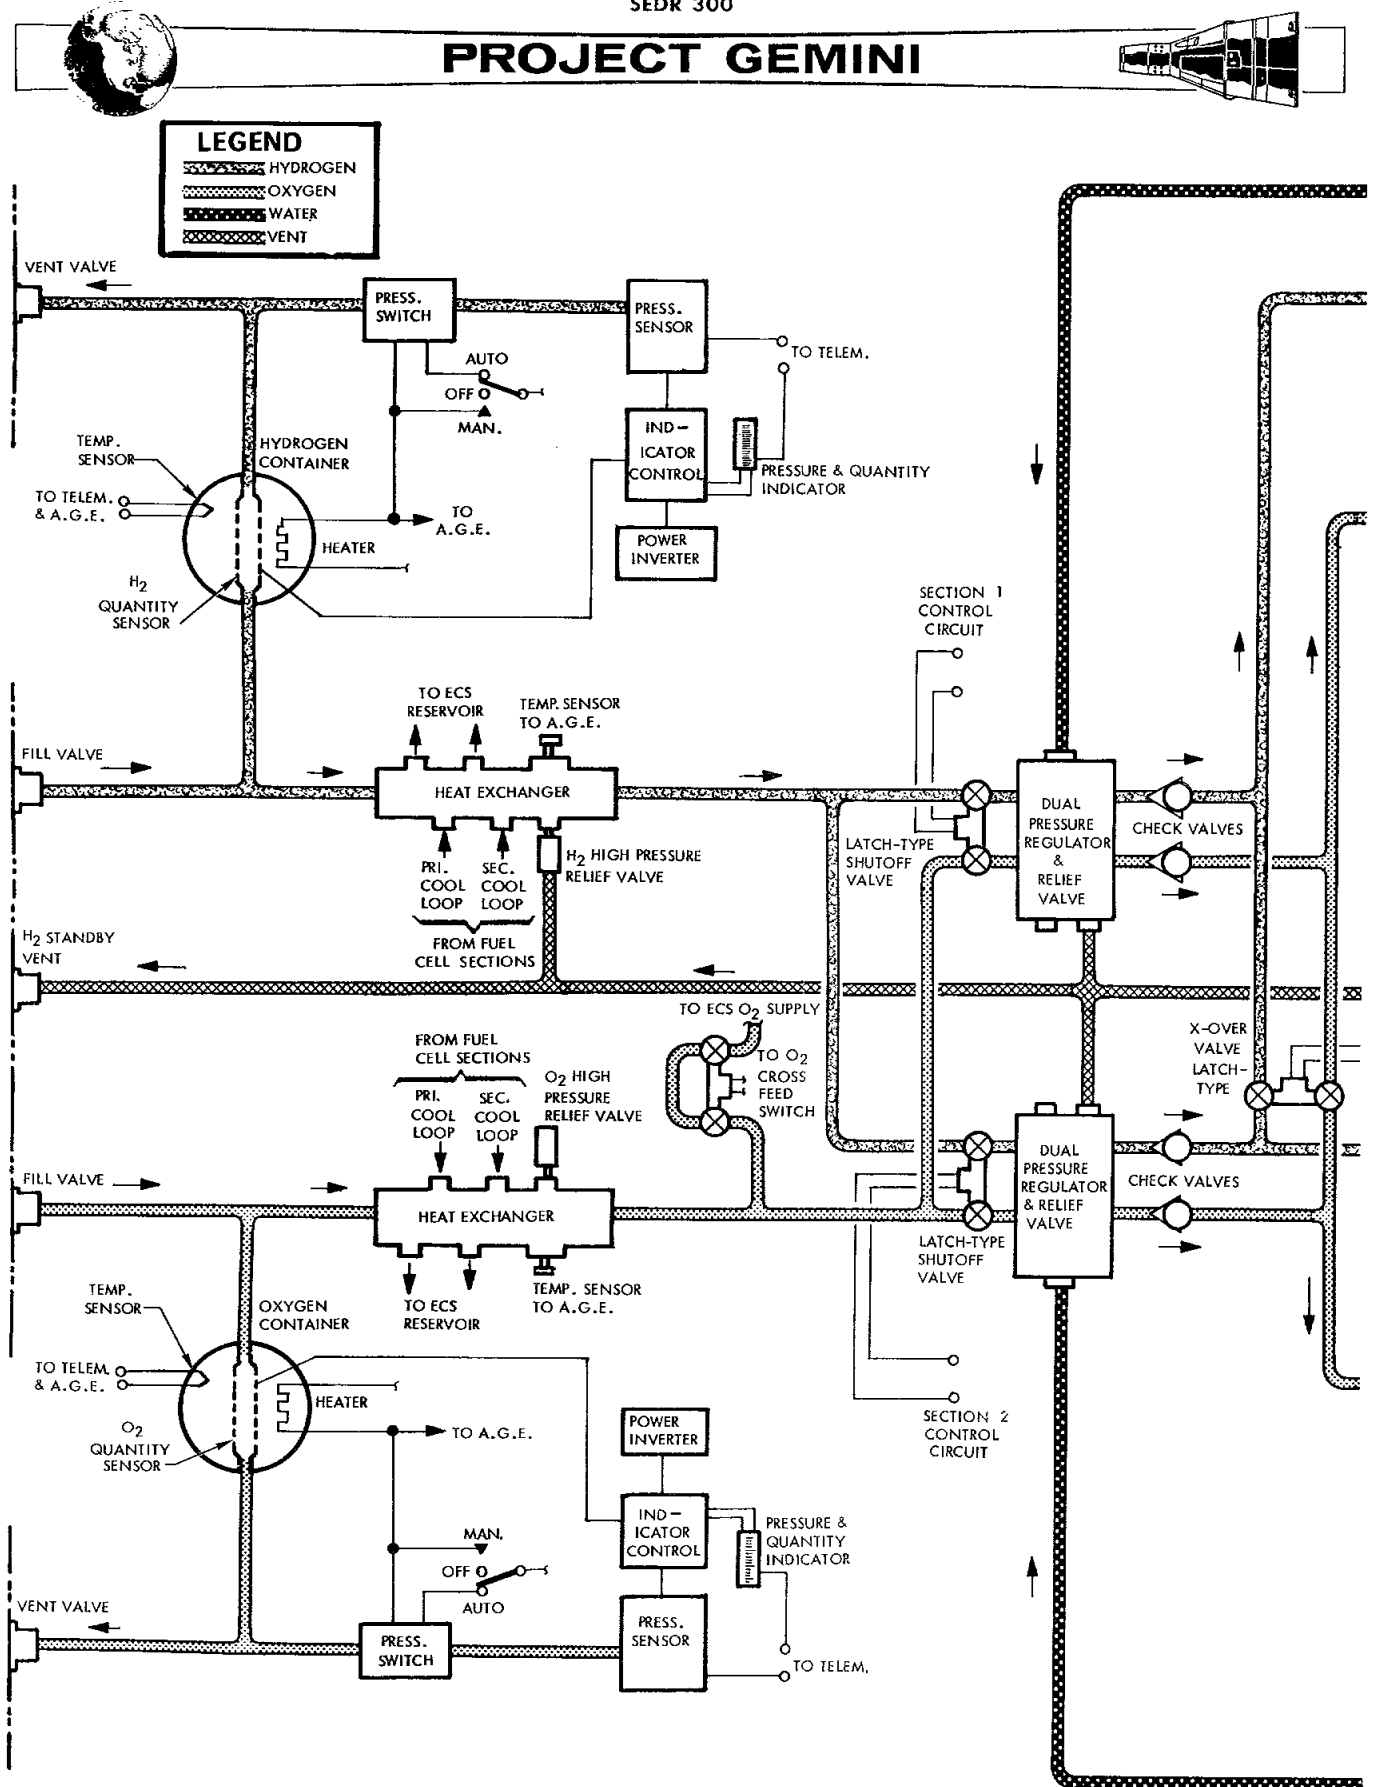 SEDR 300
PROJECT GEMINI
LEGEND
HYDROGEN
OXYGEN
WATER
VENT
VENT VALVE
PRESS.
SWITCH
PRESS.
SENSOR
TO TELEM.
AUTO
OFF
MAN.
IND-
ICATOR
CONTROL
PRESSURE & QUANTITY
INDICATOR
TEMP.
SENSOR
HYDROGEN
CONTAINER
TO TELEM.
& A.G.E.
TO
A.G.E.
HEATER
POWER
INVERTER
H2
QUANTITY
SENSOR
SECTION 1
CONTROL
CIRCUIT
TO ECS
RESERVOIR
TEMP. SENSOR
TO A.G.E.
FILL VALVE
HEAT EXCHANGER
DUAL
PRESSURE
REGULATOR
&
RELIEF
VALVE
CHECK VALVES
LATCH-TYPE
SHUTOFF
VALVE
H2 HIGH PRESSURE
RELIEF VALVE
PRI.
COOL
LOOP
SEC.
COOL
LOOP
FROM FUEL
CELL SECTIONS
H2 STANDBY
VENT
TO ECS O2 SUPPLY
X-OVER
VALVE
LATCH-
TYPE
FROM FUEL
CELL SECTIONS
TO O2
CROSS
FEED
SWITCH
O2 HIGH
PRESSURE
RELIEF VALVE
PRI.
COOL
LOOP
SEC.
COOL
LOOP
FILL VALVE
HEAT EXCHANGER
DUAL
PRESSURE
REGULATOR
& RELIEF
VALVE
CHECK VALVES
LATCH-TYPE
SHUTOFF
VALVE
TO ECS
RESERVOIR
TEMP. SENSOR
TO A.G.E.
TEMP.
SENSOR
OXYGEN
CONTAINER
TO TELEM.
& A.G.E.
HEATER
O2
QUANTITY
SENSOR
TO A.G.E.
POWER
INVERTER
SECTION 2
CONTROL
CIRCUIT
IND-
ICATOR
CONTROL
PRESSURE &
QUANTITY
INDICATOR
MAN.
OFF
AUTO
VENT VALVE
PRESS.
SWITCH
PRESS.
SENSOR
TO TELEM.